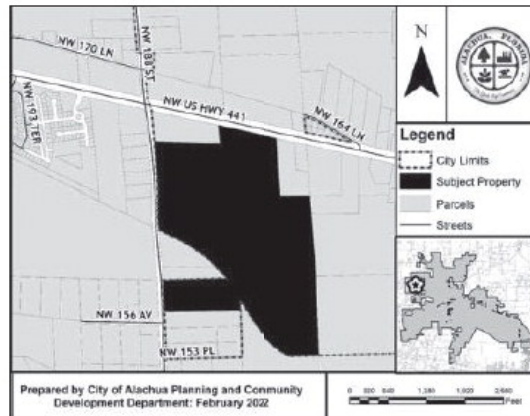 NW 170 LN
NW 188 ST
NW 193 TER
NW US HWY 441
NW 164 LN
NW 156 AV
NW 153 PL
N
ALACHUA, FLORIDA
Legend
City Limits
Subject Property
Parcels
Streets
Prepared by City of Alachua Planning and Community
Development Department: February 2022
Feet